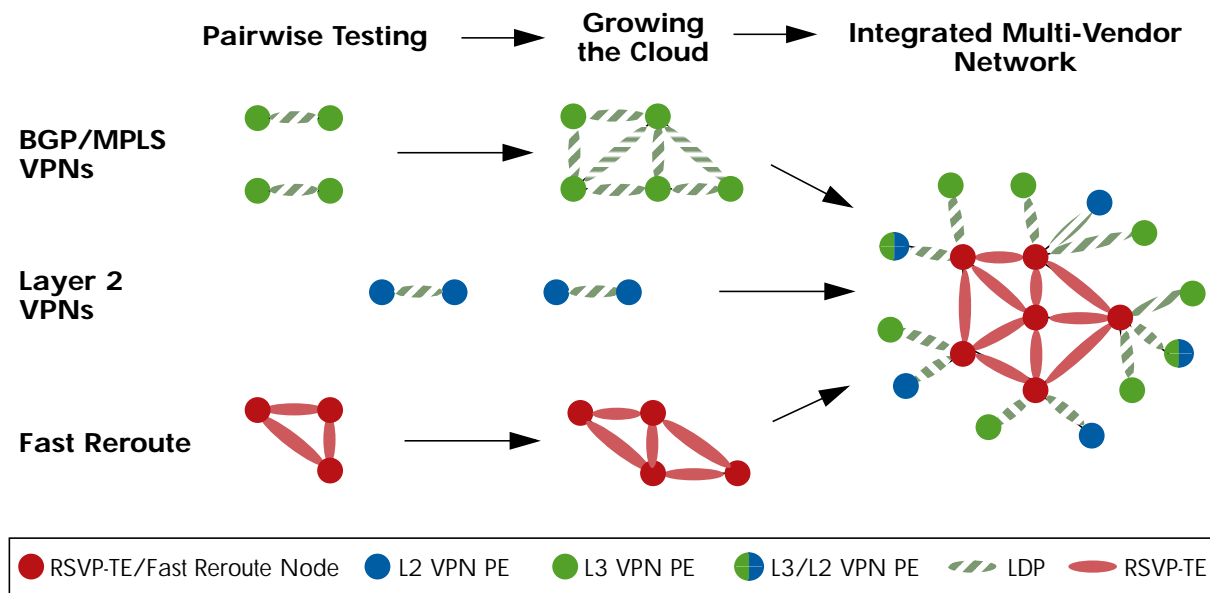 Pairwise Testing
Growing
the Cloud
Integrated Multi-Vendor
Network
BGP/MPLS
VPNs
Layer 2
VPNs
Fast Reroute
RSVP-TE/Fast Reroute Node
L2 VPN PE
L3 VPN PE
L3/L2 VPN PE
LDP
RSVP-TE